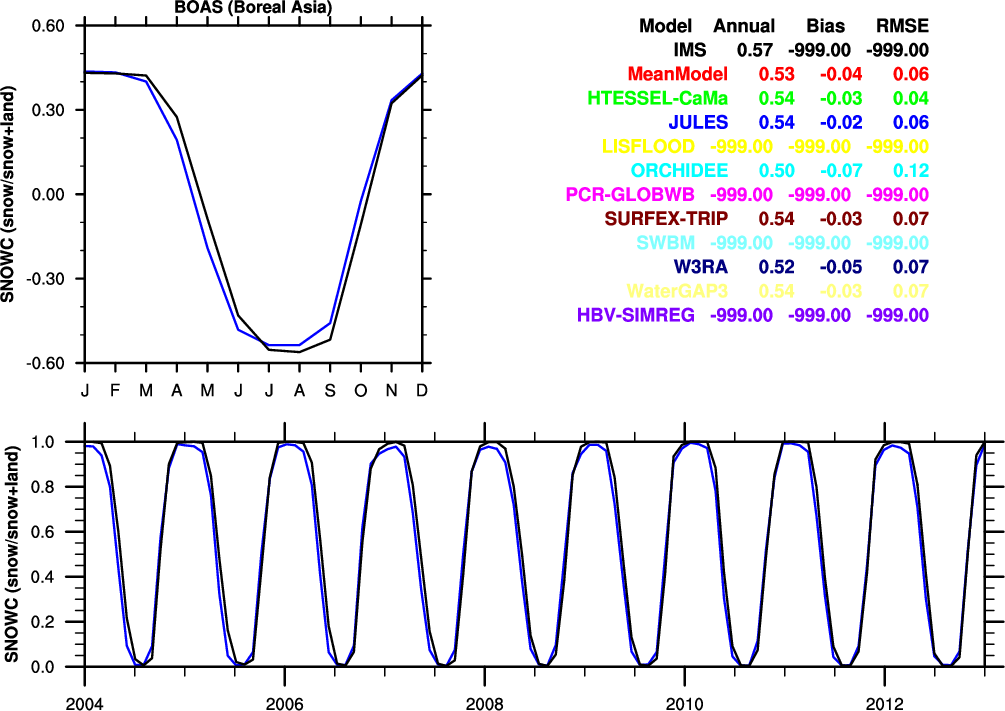 BOAS (Boreal Asia)
0.60
0.30
0.00
-0.30
-0.60
SNOWC (snow/snow+land)
J F M A M J J A S O N D
Model Annual Bias RMSE
IMS 0.57 -999.00 -999.00
MeanModel 0.53 -0.04 0.06
HTESSEL-CaMa 0.54 -0.03 0.04
JULES 0.54 -0.02 0.06
LISFLOOD -999.00 -999.00 -999.00
ORCHIDEE 0.50 -0.07 0.12
PCR-GLOBWB -999.00 -999.00 -999.00
SURFEX-TRIP 0.54 -0.03 0.07
SWBM -999.00 -999.00 -999.00
W3RA 0.52 -0.05 0.07
WaterGAP3 0.54 -0.03 0.07
HBV-SIMREG -999.00 -999.00 -999.00
1.0
0.8
0.6
0.4
0.2
0.0
SNOWC (snow/snow+land)
2004 2006 2008 2010 2012